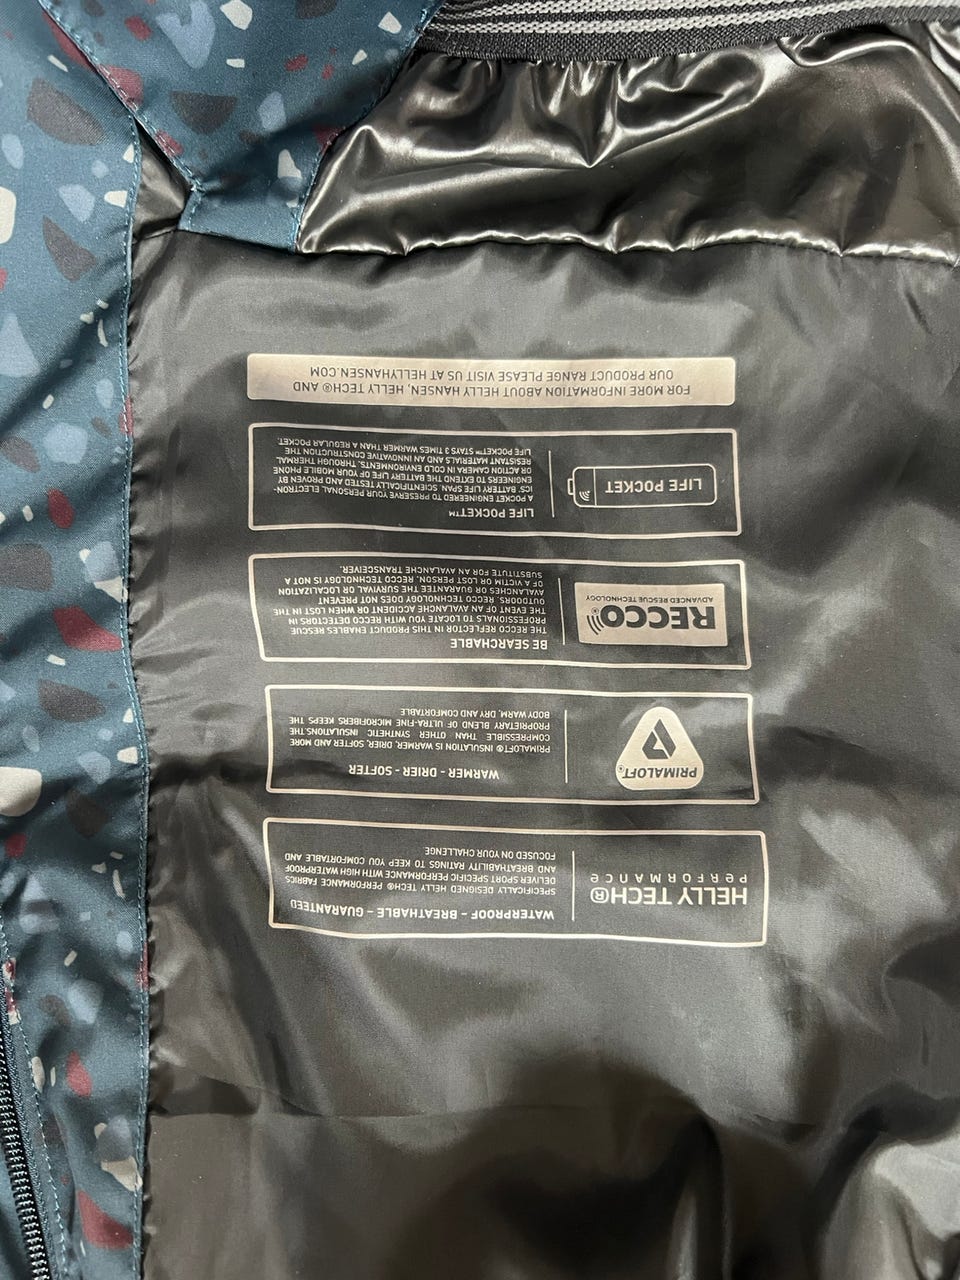 HELLY TECH®
PERFORMANCE
WATERPROOF - BREATHABLE - GUARANTEED
SPECIFICALLY DESIGNED HELLY TECH® PERFORMANCE FABRICS
DELIVER SPORT SPECIFIC PERFORMANCE WITH HIGH WATERPROOF
AND BREATHABILITY RATINGS TO KEEP YOU COMFORTABLE AND
FOCUSED ON YOUR CHALLENGE
PRIMALOFT®
WARMER - DRIER - SOFTER
PRIMALOFT® INSULATION IS WARMER, DRIER, SOFTER AND MORE
COMPRESSIBLE, THAN OTHER SYNTHETIC INSULATIONS.THE
PROPRIETARY BLEND OF ULTRA-FINE MICROFIBERS KEEPS THE
BODY WARM, DRY AND COMFORTABLE
RECCO®
ADVANCED RESCUE TECHNOLOGY
BE SEARCHABLE
THE RECCO REFLECTOR IN THIS PRODUCT ENABLES RESCUE
PROFESSIONALS TO LOCATE YOU WITH RECCO DETECTORS IN
THE EVENT OF AN AVALANCHE ACCIDENT OR WHEN LOST IN THE
OUTDORS. RECCO TECHNOLOGY DOES NOT PREVENT
AVALANCHES OR GUARANTEE THE SURVIVAL OR LOCALIZATION
OF A VICTIM OR LOST PERSON. RECCO TECHNOLOGY IS NOT A
SUBSTITUTE FOR AN AVALANCHE TRANSCEIVER.
LIFE POCKET
LIFE POCKET™
A POCKET ENGINEERED TO PRESERVE YOUR PERSONAL ELECTRON-
ICS BATTERY LIFE SPAN. SCIENTIFICALLY TESTED AND PROVEN BY
ENGINEERS TO EXTEND THE BATTERY LIFE OF YOUR MOBILE PHONE
OR ACTION CAMERA IN COLD ENVIRONMENTS. THROUGH THERMAL
RESISTANT MATERIALS AND AN INNOVATIVE CONSTRUCTION THE
LIFE POCKET™ STAYS 3 TIMES WARMER THAN A REGULAR POCKET.
FOR MORE INFORMATION ABOUT HELLY HANSEN, HELLY TECH® AND
OUR PRODUCT RANGE PLEASE VISIT US AT HELLYHANSEN.COM